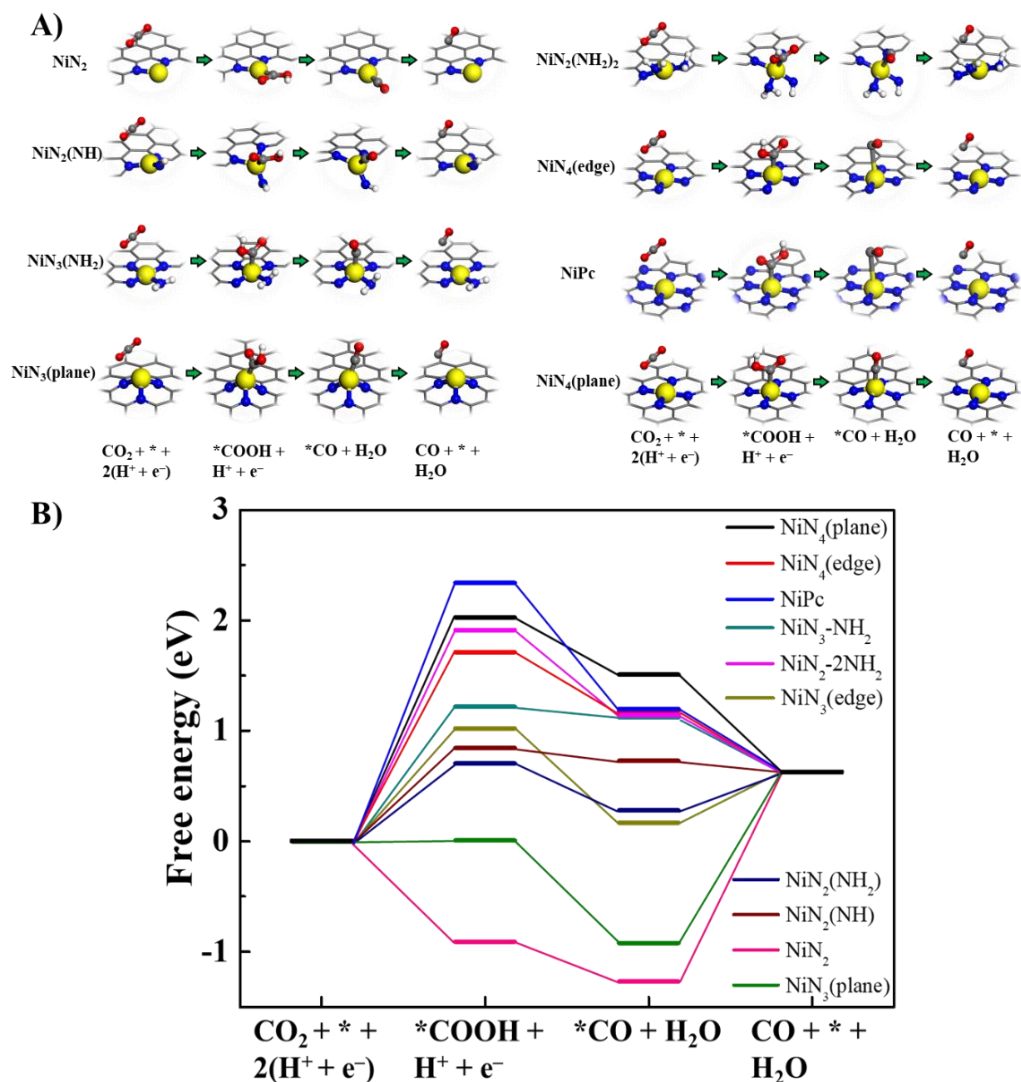 A)
NiN₂
NiN₂(NH)
NiN₃(NH₂)
NiN₃(plane)
CO₂ + * +
2(H⁺ + e⁻)
*COOH +
H⁺ + e⁻
*CO + H₂O
CO + * +
H₂O
NiN₂(NH₂)₂
NiN₄(edge)
NiPc
NiN₄(plane)
CO₂ + * +
2(H⁺ + e⁻)
*COOH +
H⁺ + e⁻
*CO + H₂O
CO + * +
H₂O
B)
Free energy (eV)
3
2
1
0
-1
NiN₄(plane)
NiN₄(edge)
NiPc
NiN₃-NH₂
NiN₂-2NH₂
NiN₃(edge)
NiN₂(NH₂)
NiN₂(NH)
NiN₂
NiN₃(plane)
CO₂ + * +
2(H⁺ + e⁻)
*COOH +
H⁺ + e⁻
*CO + H₂O
CO + * +
H₂O